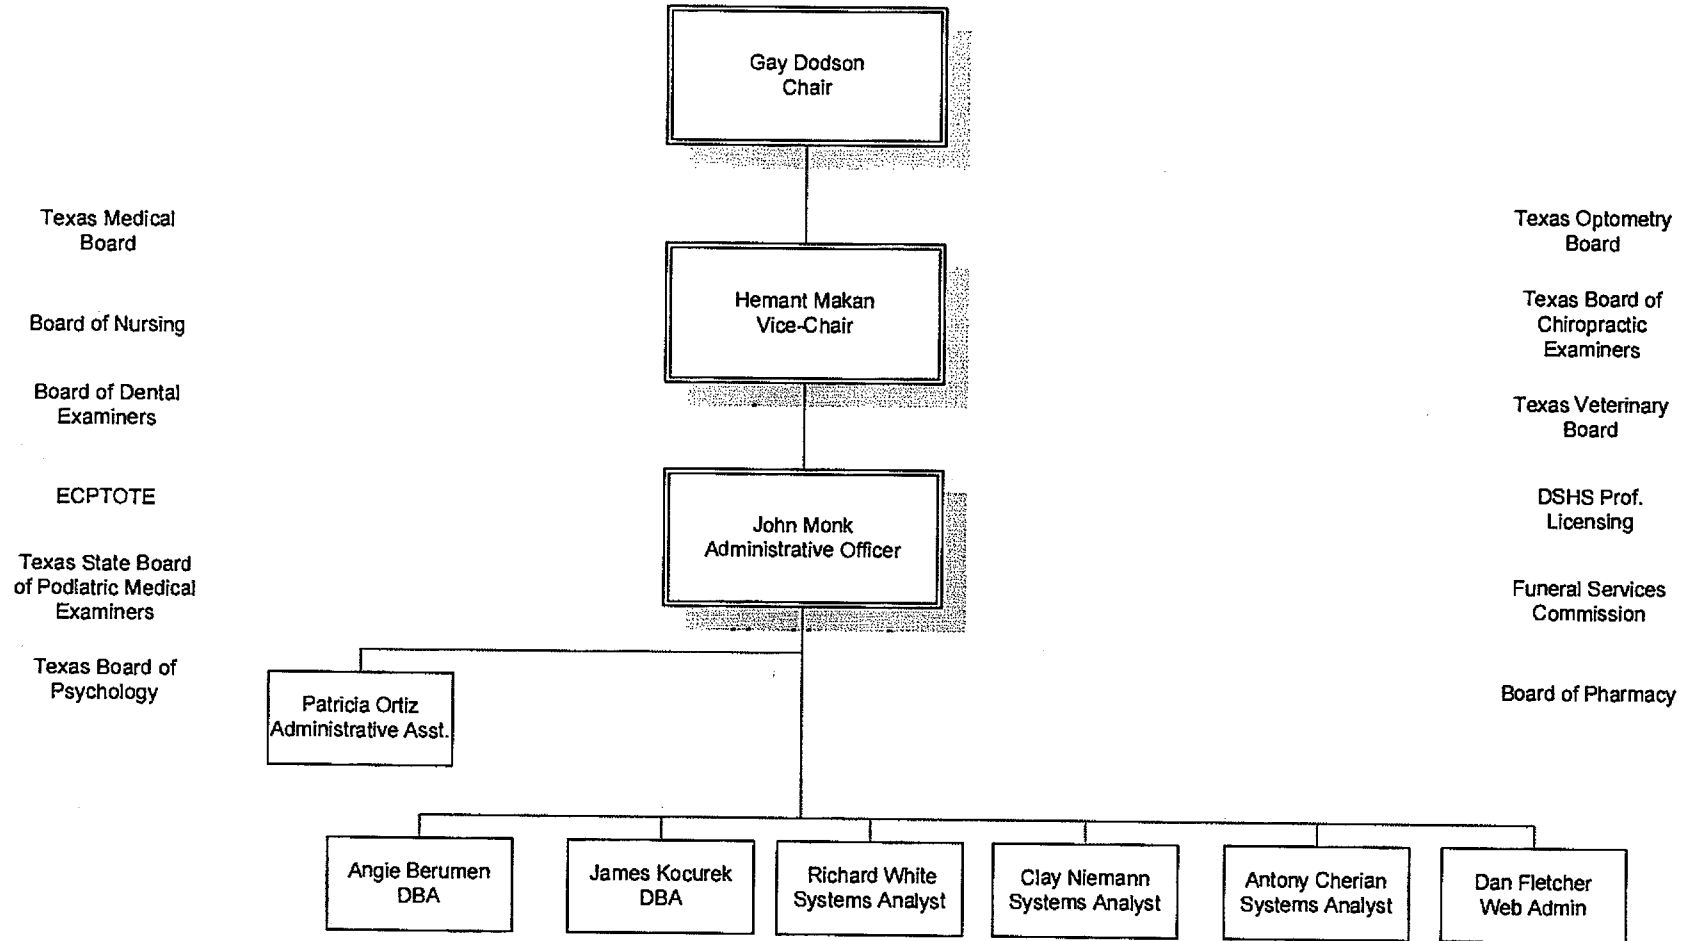 Gay Dodson
Chair
Texas Medical
Board
Board of Nursing
Board of Dental
Examiners
ECPTOTE
Texas State Board
of Podiatric Medical
Examiners
Texas Board of
Psychology
Hemant Makan
Vice-Chair
John Monk
Administrative Officer
Texas Optometry
Board
Texas Board of
Chiropractic
Examiners
Texas Veterinary
Board
DSHS Prof.
Licensing
Funeral Services
Commission
Board of Pharmacy
Patricia Ortiz
Administrative Asst.
Angie Berumen
DBA
James Kocurek
DBA
Richard White
Systems Analyst
Clay Niemann
Systems Analyst
Antony Cherian
Systems Analyst
Dan Fletcher
Web Admin